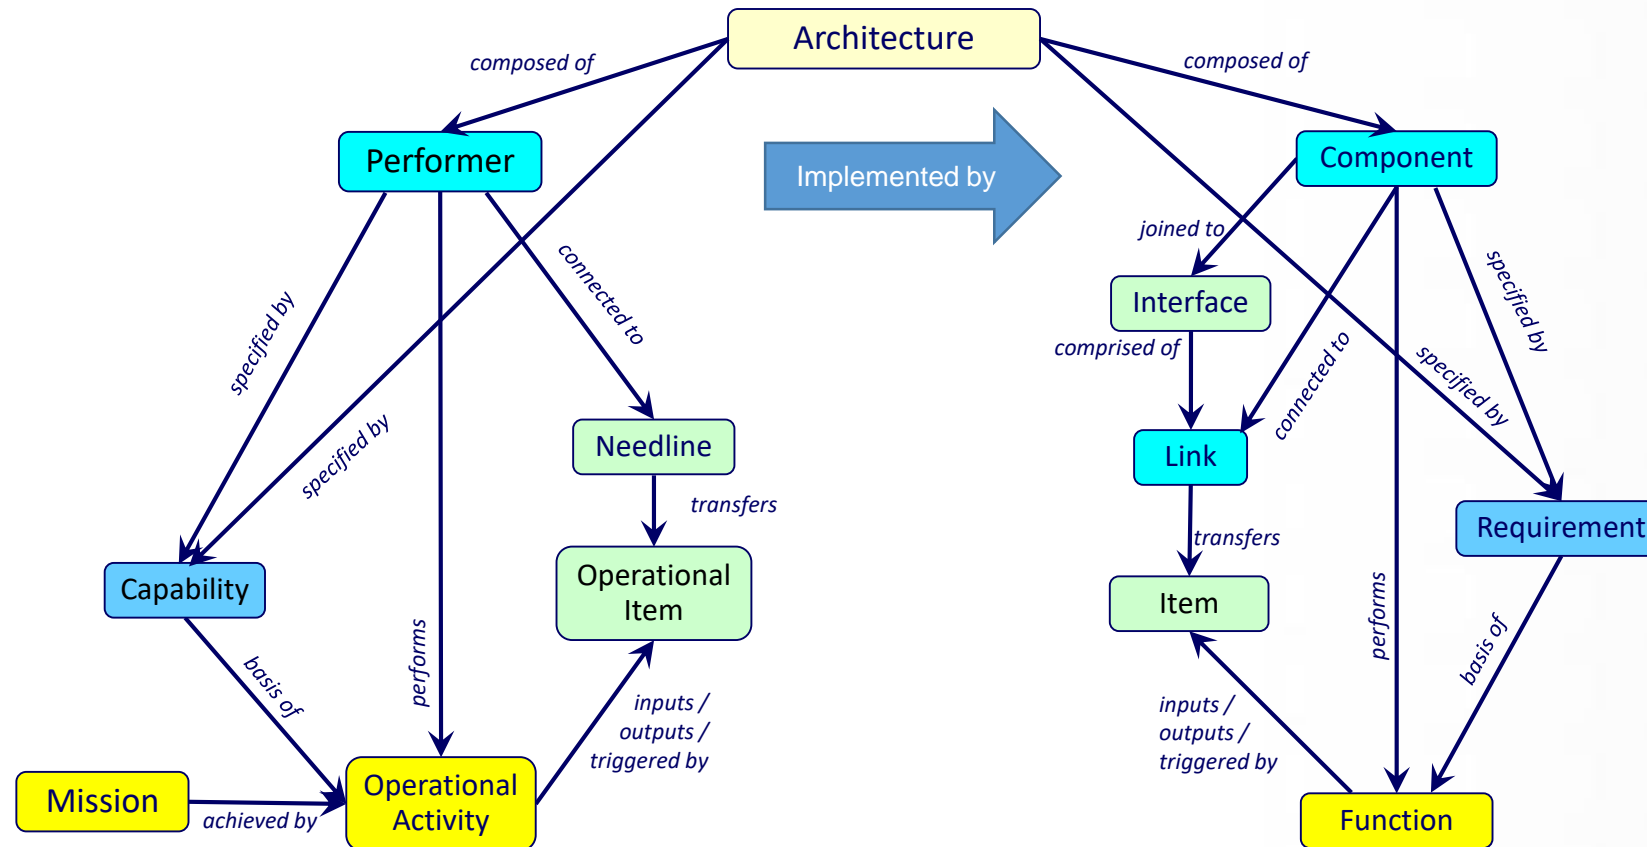 Architecture
composed of
composed of
Performer
Implemented by
Component
joined to
connected to
specified by
Interface
specified by
comprised of
specified by
connected to
specified by
Needline
Link
transfers
Requirement
transfers
Capability
Operational
Item
Item
performs
performs
basis of
basis of
inputs /
outputs /
triggered by
inputs /
outputs /
triggered by
Mission
achieved by
Operational
Activity
Function